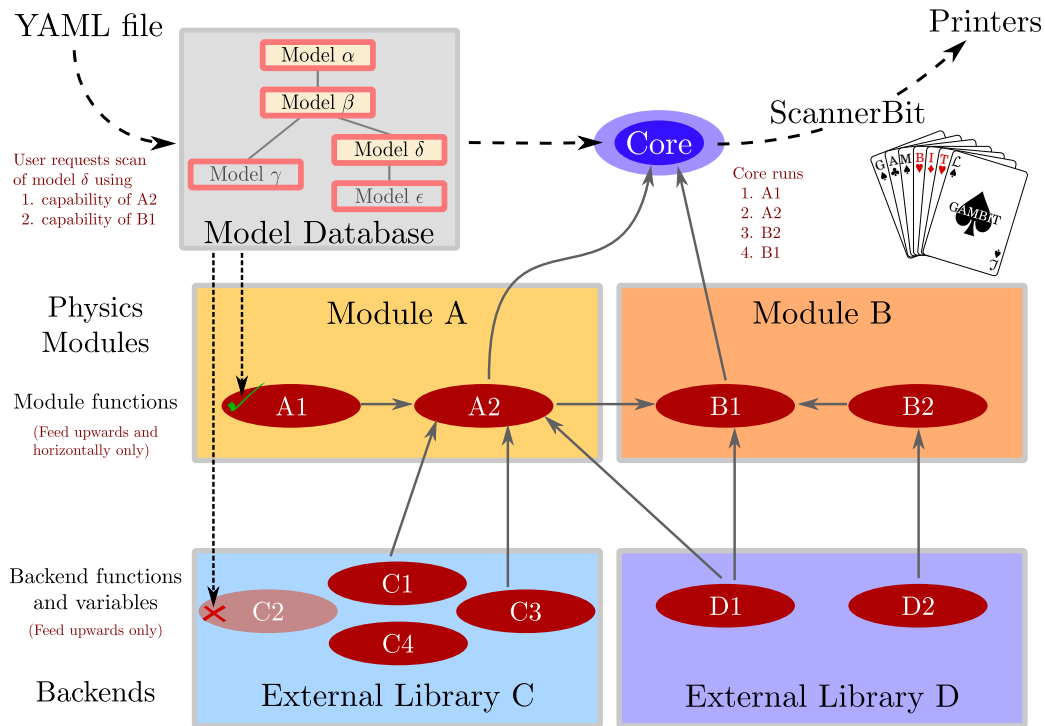 YAML file
Printers
Model α
Model β
Model δ
Model γ
Model ϵ
Model Database
Core
ScannerBit
User requests scan
of model δ using
1. capability of A2
2. capability of B1
Core runs
1. A1
2. A2
3. B2
4. B1
G A M B I T L
GAMBIT
L
Physics
Modules
Module A
Module B
Module functions
(Feed upwards and
horizontally only)
A1
A2
B1
B2
Backend functions
and variables
(Feed upwards only)
C1
C2
C3
C4
D1
D2
Backends
External Library C
External Library D